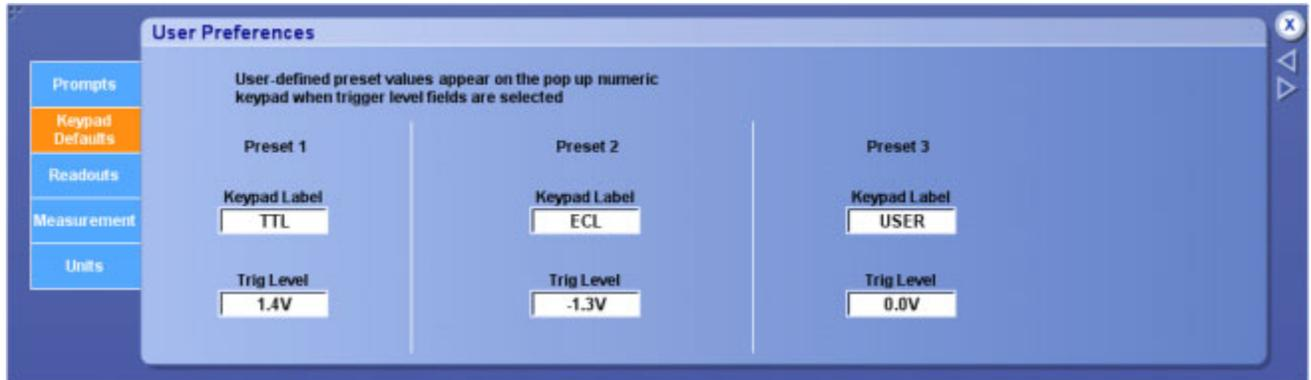 User Preferences
X
Prompts
Keypad
Defaults
Readouts
Measurement
Units
User-defined preset values appear on the pop up numeric
keypad when trigger level fields are selected
Preset 1
Keypad Label
TTL
Trig Level
1.4V
Preset 2
Keypad Label
ECL
Trig Level
-1.3V
Preset 3
Keypad Label
USER
Trig Level
0.0V